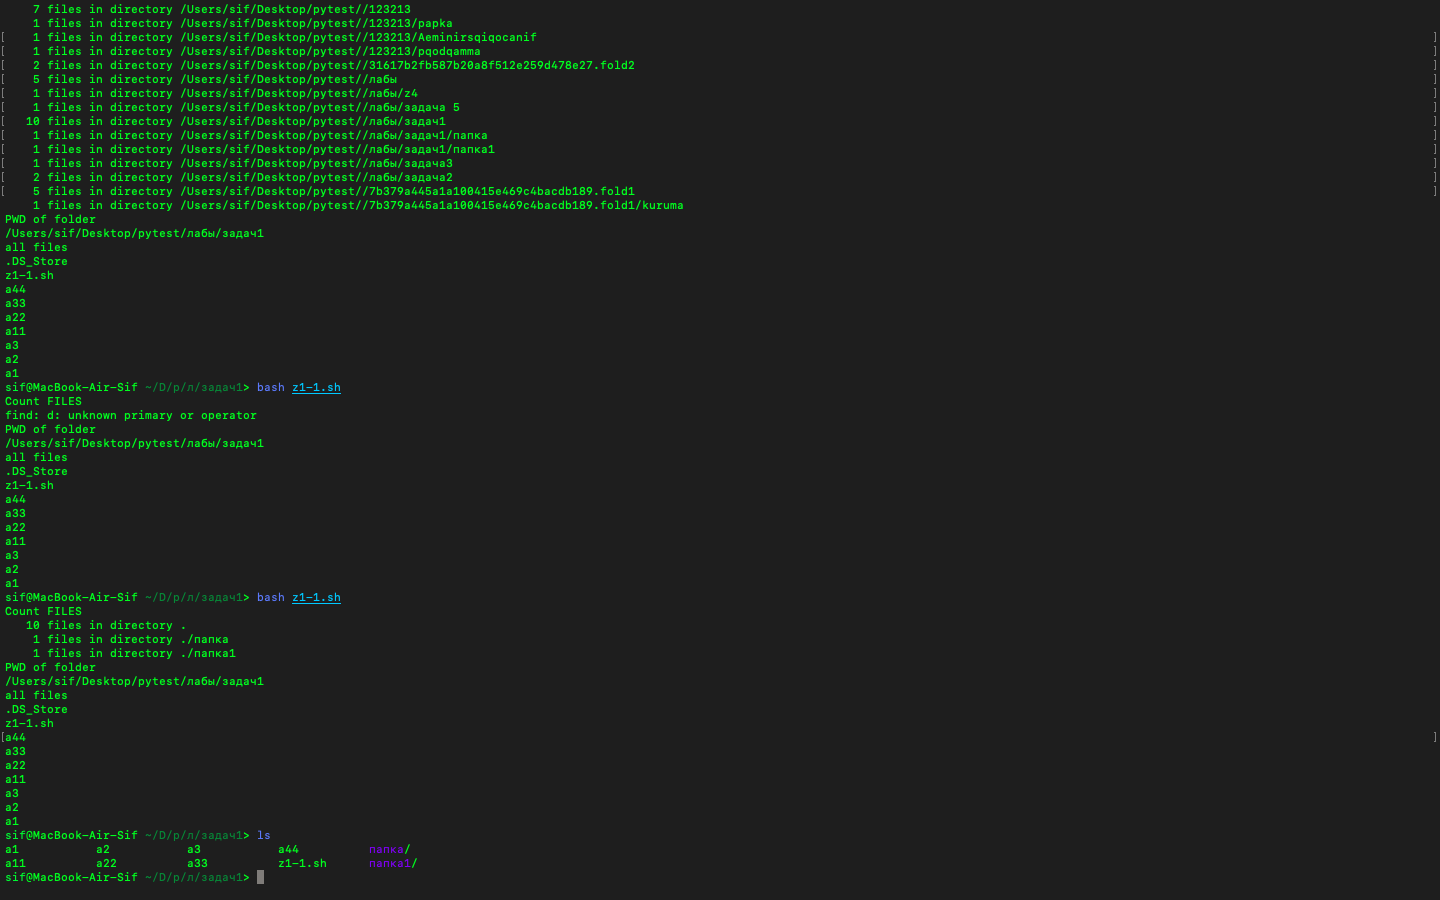 7 files in directory /Users/sif/Desktop/pytest//123213
1 files in directory /Users/sif/Desktop/pytest//123213/papka
[ 1 files in directory /Users/sif/Desktop/pytest//123213/Aeminirsqiqocanif ]
[ 1 files in directory /Users/sif/Desktop/pytest//123213/pqodqamma ]
[ 2 files in directory /Users/sif/Desktop/pytest//31617b2fb587b20a8f512e259d478e27.fold2 ]
[ 5 files in directory /Users/sif/Desktop/pytest//лабы ]
[ 1 files in directory /Users/sif/Desktop/pytest//лабы/z4 ]
[ 1 files in directory /Users/sif/Desktop/pytest//лабы/задача 5 ]
[ 10 files in directory /Users/sif/Desktop/pytest//лабы/задач1 ]
[ 1 files in directory /Users/sif/Desktop/pytest//лабы/задач1/папка ]
[ 1 files in directory /Users/sif/Desktop/pytest//лабы/задач1/папка1 ]
[ 1 files in directory /Users/sif/Desktop/pytest//лабы/задача3 ]
[ 2 files in directory /Users/sif/Desktop/pytest//лабы/задача2 ]
[ 5 files in directory /Users/sif/Desktop/pytest//7b379a445a1a100415e469c4bacdb189.fold1 ]
1 files in directory /Users/sif/Desktop/pytest//7b379a445a1a100415e469c4bacdb189.fold1/kuruma
PWD of folder
/Users/sif/Desktop/pytest/лабы/задач1
all files
.DS_Store
z1-1.sh
a44
a33
a22
a11
a3
a2
a1
sif@MacBook-Air-Sif ~/D/p/л/задач1> bash z1-1.sh
Count FILES
find: d: unknown primary or operator
PWD of folder
/Users/sif/Desktop/pytest/лабы/задач1
all files
.DS_Store
z1-1.sh
a44
a33
a22
a11
a3
a2
a1
sif@MacBook-Air-Sif ~/D/p/л/задач1> bash z1-1.sh
Count FILES
10 files in directory .
1 files in directory ./папка
1 files in directory ./папка1
PWD of folder
/Users/sif/Desktop/pytest/лабы/задач1
all files
.DS_Store
z1-1.sh
[a44 ]
a33
a22
a11
a3
a2
a1
sif@MacBook-Air-Sif ~/D/p/л/задач1> ls
a1 a2 a3 a44 папка/
a11 a22 a33 z1-1.sh папка1/
sif@MacBook-Air-Sif ~/D/p/л/задач1>